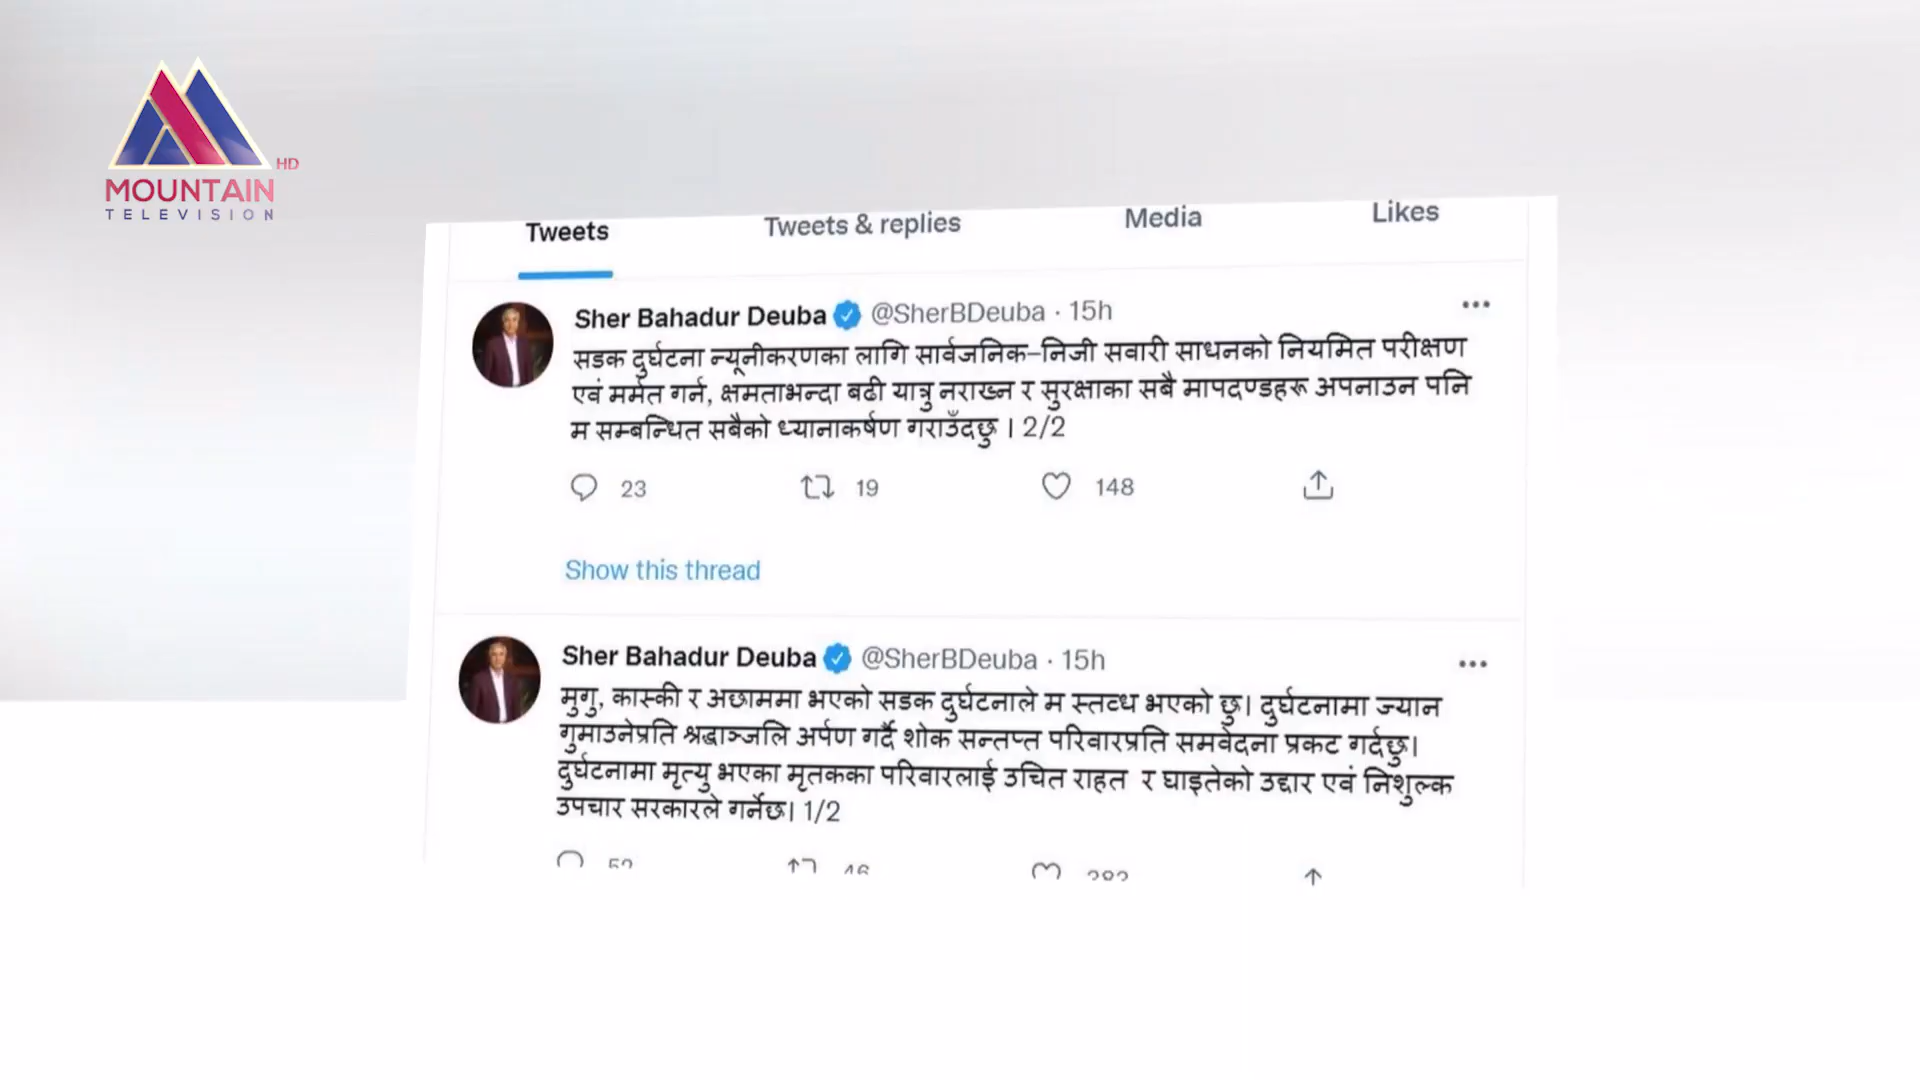 HD
MOUNTAIN
TELEVISION
Tweets Tweets & replies Media Likes
Sher Bahadur Deuba @SherBDeuba · 15h
सडक दुर्घटना न्यूनीकरणका लागि सार्वजनिक-निजी सवारी साधनको नियमित परीक्षण
एवं मर्मत गर्न, क्षमताभन्दा बढी यात्रु नराख्न र सुरक्षाका सबै मापदण्डहरू अपनाउन पनि
म सम्बन्धित सबैको ध्यानाकर्षण गराउँदछु । 2/2
23 19 148
Show this thread
Sher Bahadur Deuba @SherBDeuba · 15h
मुगु, कास्की र अछाममा भएको सडक दुर्घटनाले म स्तव्ध भएको छु। दुर्घटनामा ज्यान
गुमाउनेप्रति श्रद्धाञ्जलि अर्पण गर्दै शोक सन्तप्त परिवारप्रति समवेदना प्रकट गर्दछु।
दुर्घटनामा मृत्यु भएका मृतकका परिवारलाई उचित राहत र घाइतेको उद्दार एवं निशुल्क
उपचार सरकारले गर्नेछ। 1/2